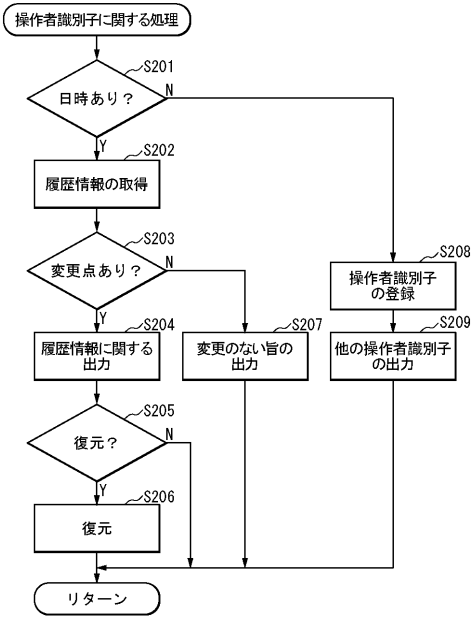 操作者識別子に関する処理
S201
日時あり?
N
Y
S202
履歴情報の取得
S203
変更点あり?
N
Y
S204
履歴情報に関する
出力
S205
復元?
N
Y
S206
復元
S207
変更のない旨の
出力
S208
操作者識別子
の登録
S209
他の操作者識別子
の出力
リターン